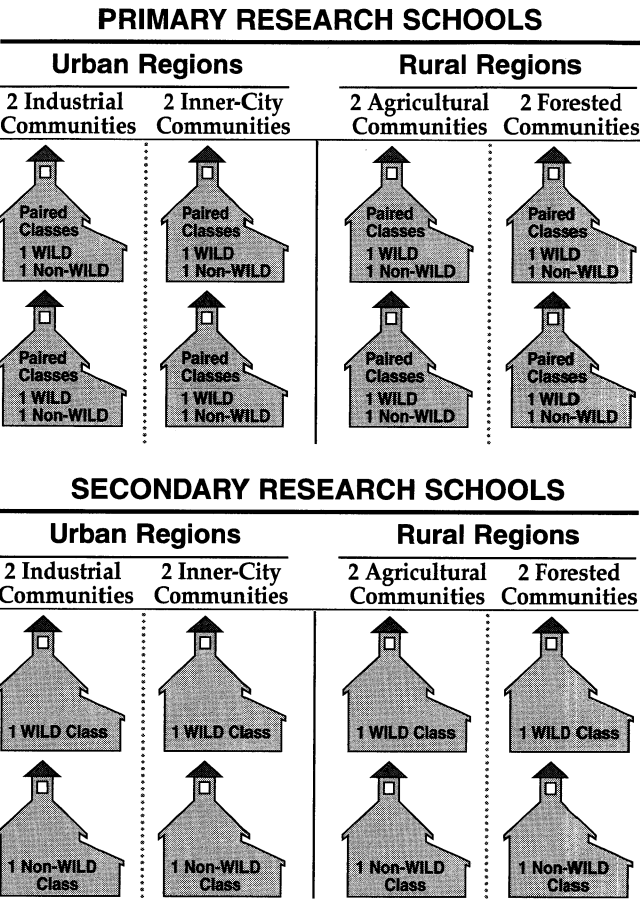 PRIMARY RESEARCH SCHOOLS
Urban Regions
Rural Regions
2 Industrial
Communities
2 Inner-City
Communities
2 Agricultural
Communities
2 Forested
Communities
Paired
Classes
1 WILD
1 Non-WILD
Paired
Classes
1 WILD
1 Non-WILD
Paired
Classes
1 WILD
1 Non-WILD
Paired
Classes
1 WILD
1 Non-WILD
Paired
Classes
1 WILD
1 Non-WILD
Paired
Classes
1 WILD
1 Non-WILD
Paired
Classes
1 WILD
1 Non-WILD
Paired
Classes
1 WILD
1 Non-WILD
SECONDARY RESEARCH SCHOOLS
Urban Regions
Rural Regions
2 Industrial
Communities
2 Inner-City
Communities
2 Agricultural
Communities
2 Forested
Communities
1 WILD Class
1 WILD Class
1 WILD Class
1 WILD Class
1 Non-WILD
Class
1 Non-WILD
Class
1 Non-WILD
Class
1 Non-WILD
Class